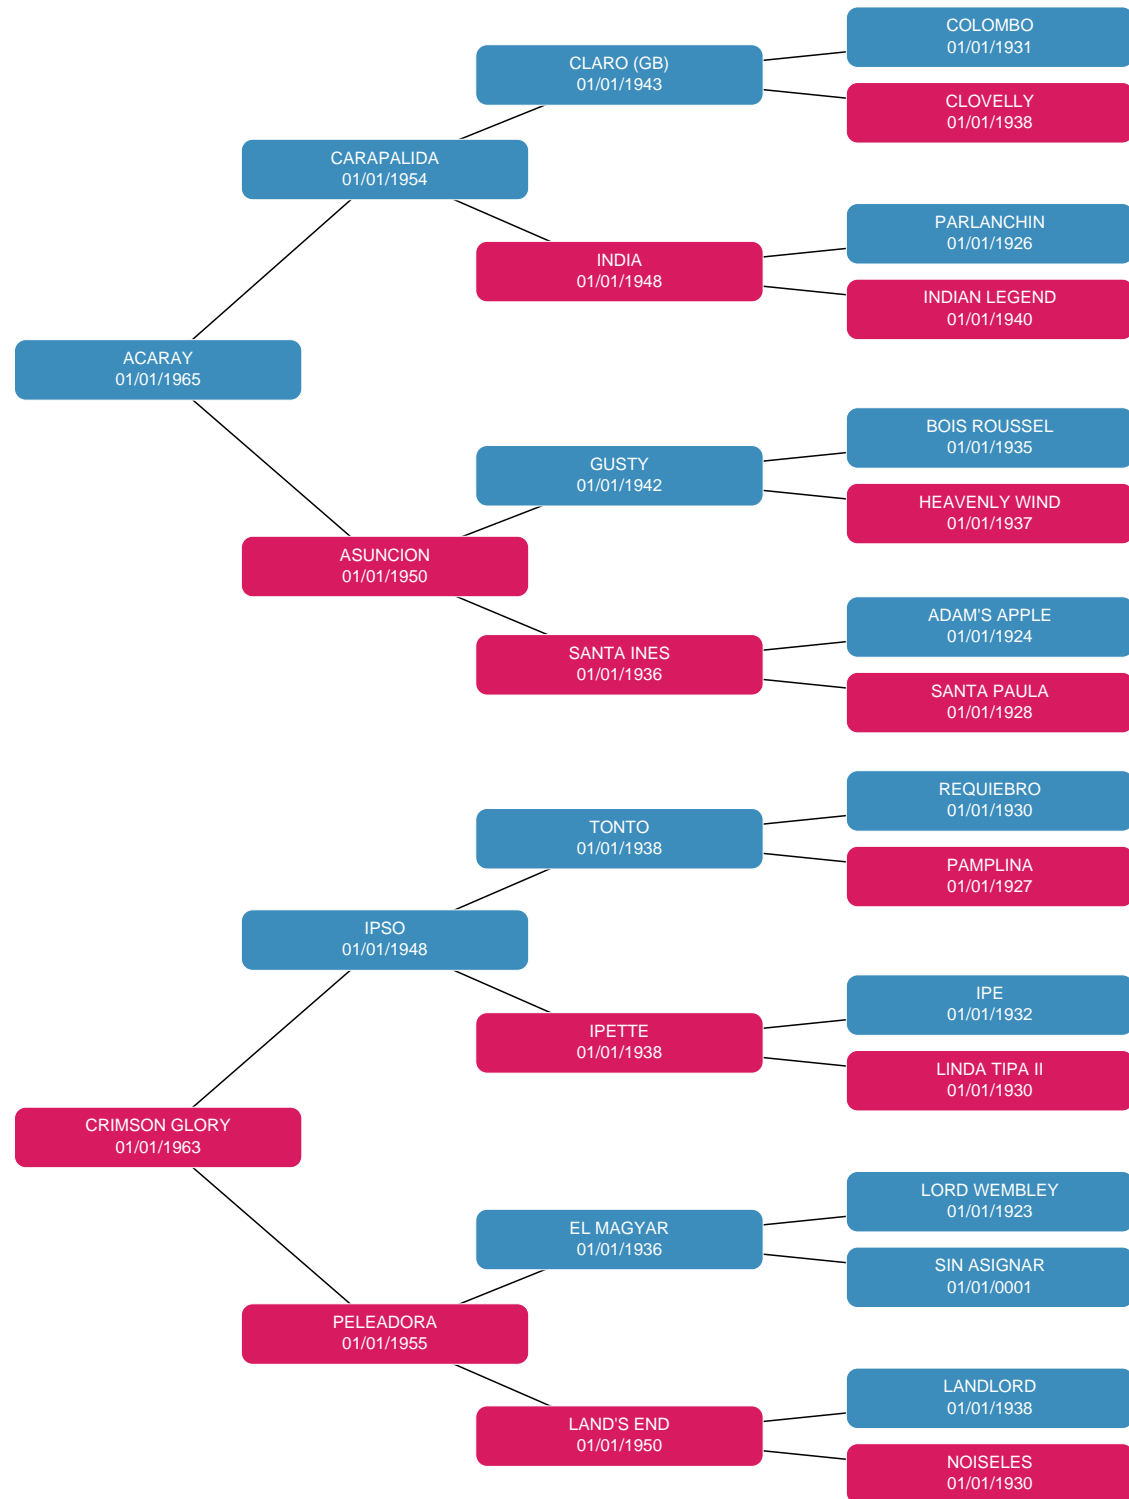 COLOMBO
01/01/1931
CLARO (GB)
01/01/1943
CLOVELLY
01/01/1938
CARAPALIDA
01/01/1954
PARLANCHIN
01/01/1926
INDIA
01/01/1948
INDIAN LEGEND
01/01/1940
ACARAY
01/01/1965
BOIS ROUSSEL
01/01/1935
GUSTY
01/01/1942
HEAVENLY WIND
01/01/1937
ASUNCION
01/01/1950
ADAM'S APPLE
01/01/1924
SANTA INES
01/01/1936
SANTA PAULA
01/01/1928
REQUIEBRO
01/01/1930
TONTO
01/01/1938
PAMPLINA
01/01/1927
IPSO
01/01/1948
IPE
01/01/1932
IPETTE
01/01/1938
LINDA TIPA II
01/01/1930
CRIMSON GLORY
01/01/1963
LORD WEMBLEY
01/01/1923
EL MAGYAR
01/01/1936
SIN ASIGNAR
01/01/0001
PELEADORA
01/01/1955
LANDLORD
01/01/1938
LAND'S END
01/01/1950
NOISELES
01/01/1930